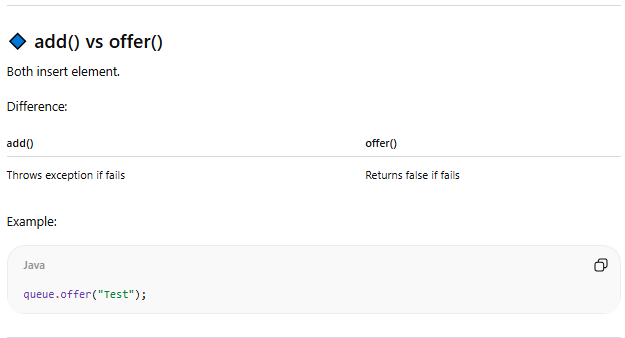 add() vs offer()
Both insert element.
Difference:
add() offer()
Throws exception if fails Returns false if fails
Example:
Java
queue.offer("Test");